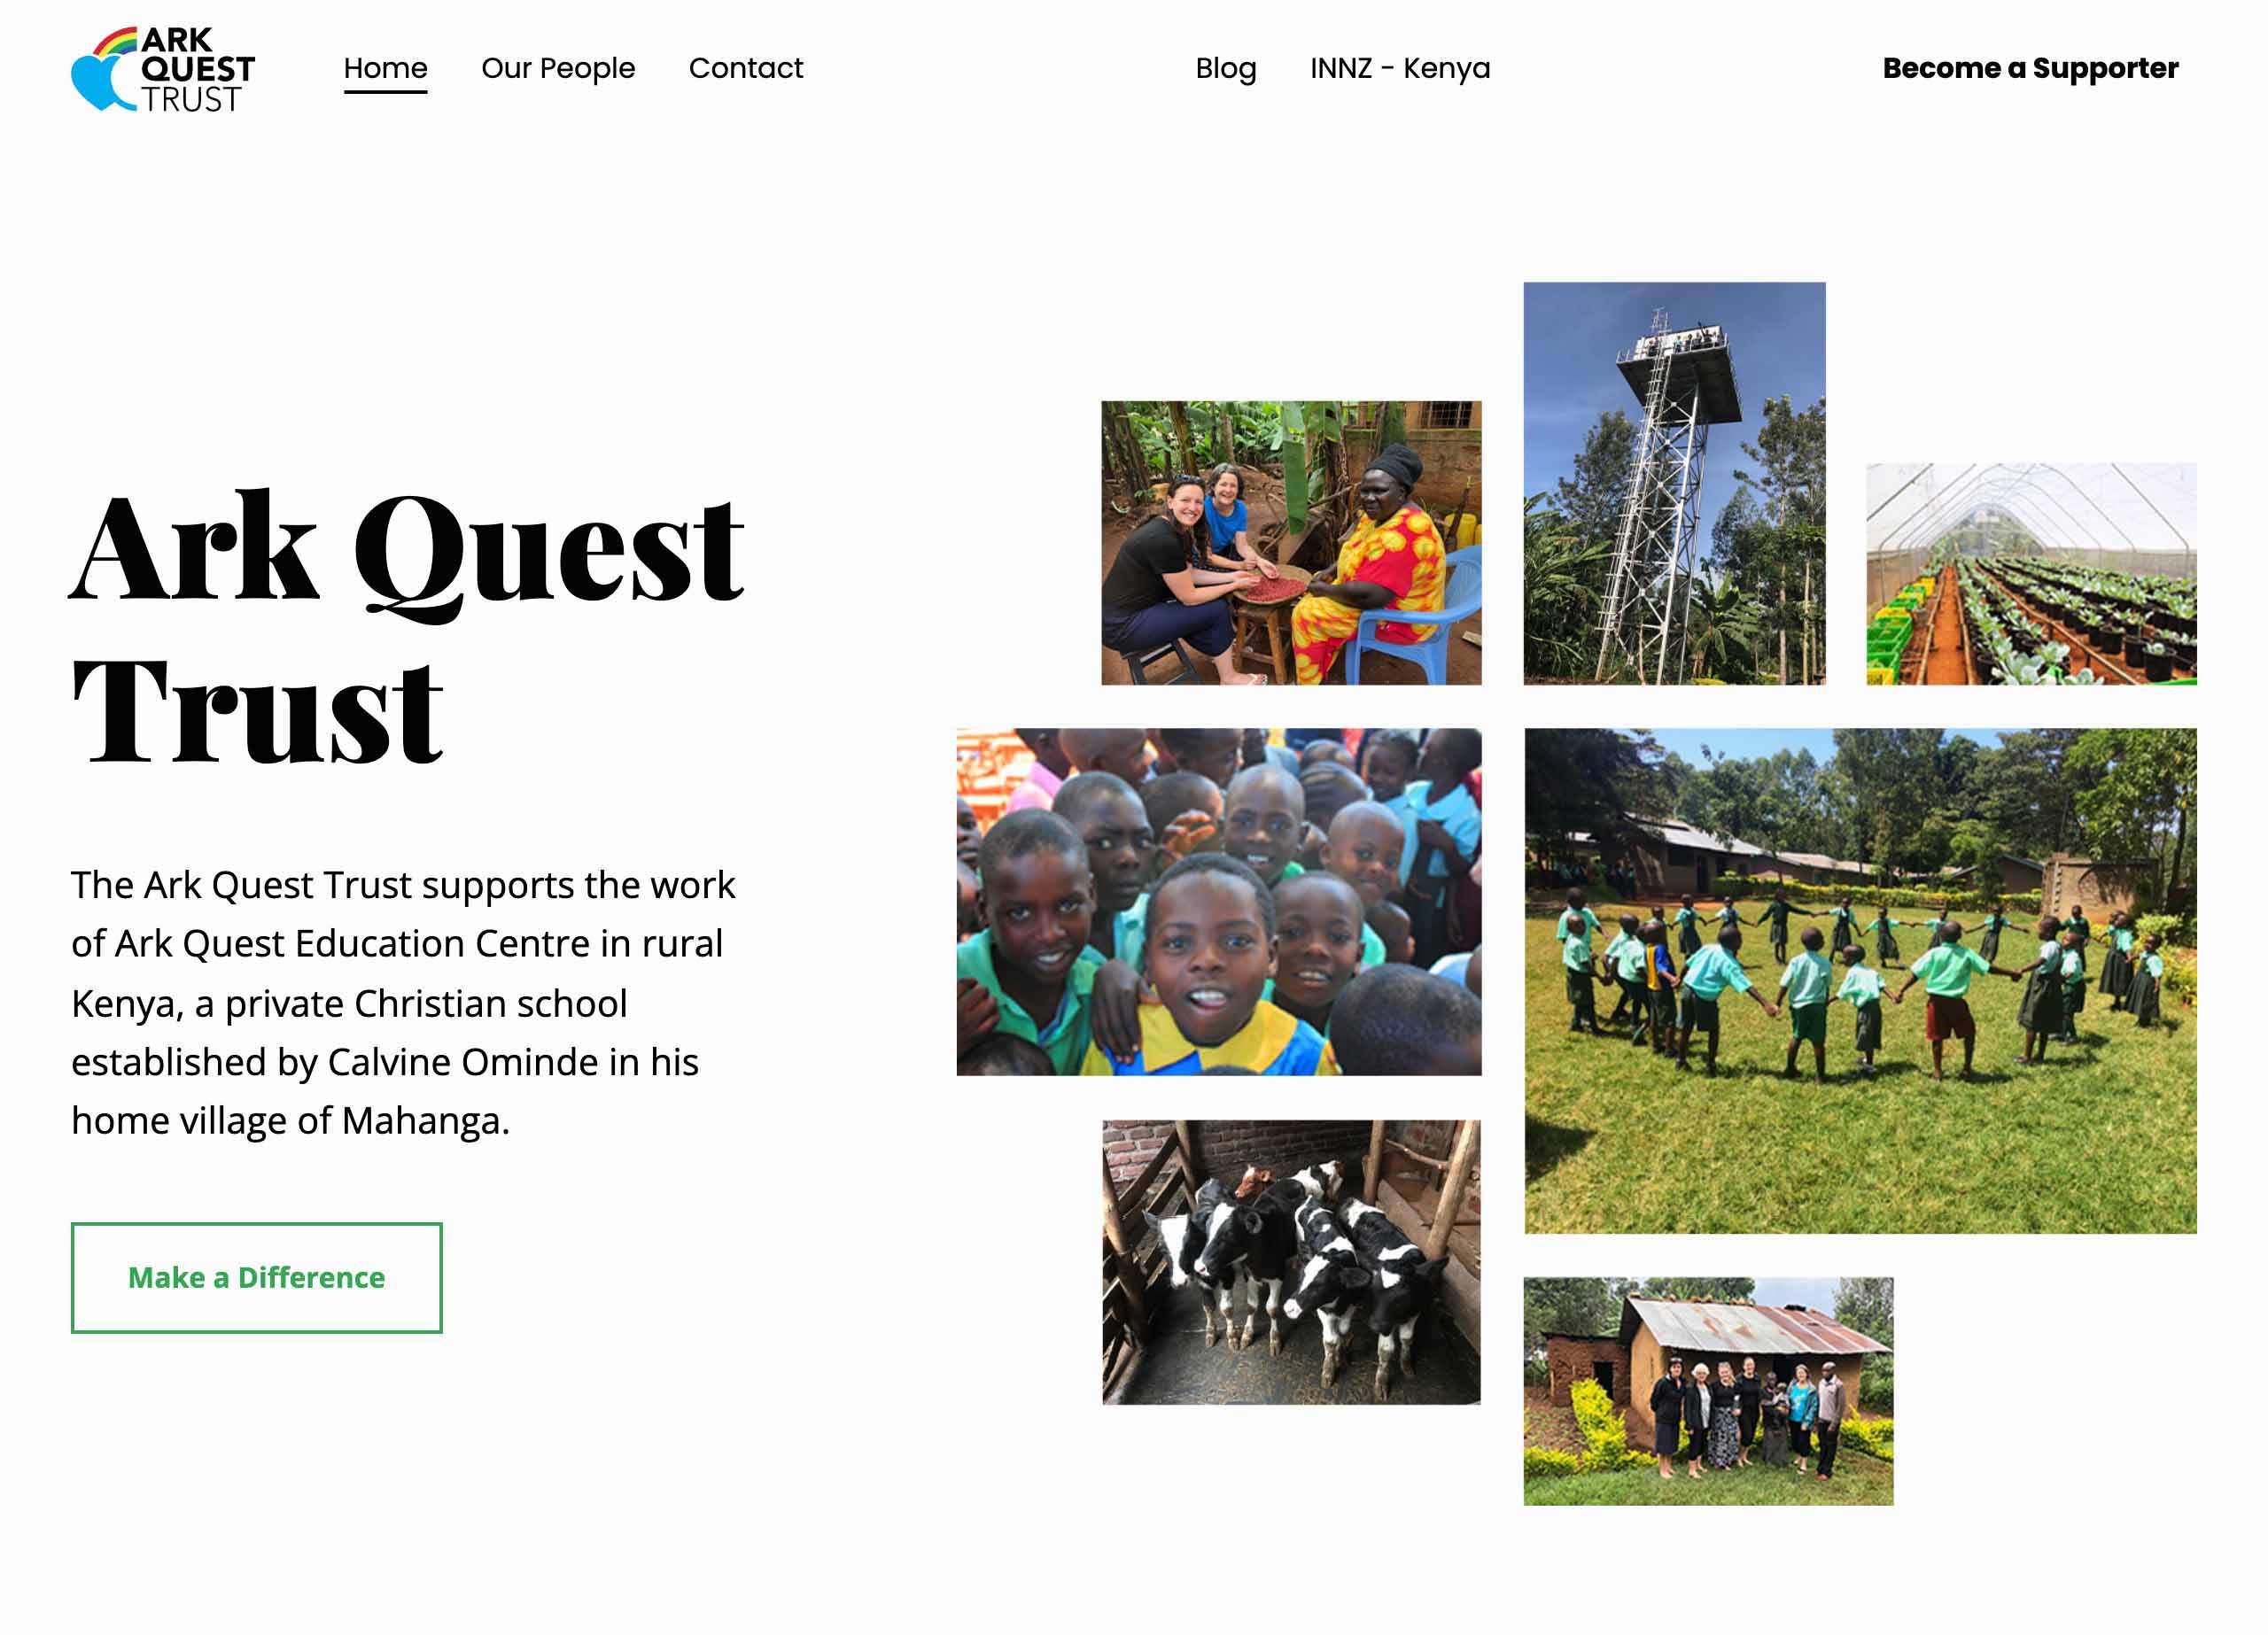 ARK
QUEST
TRUST
Home
Our People
Contact
Blog
INNZ - Kenya
Become a Supporter
Ark Quest
Trust
The Ark Quest Trust supports the work
of Ark Quest Education Centre in rural
Kenya, a private Christian school
established by Calvine Ominde in his
home village of Mahanga.
Make a Difference